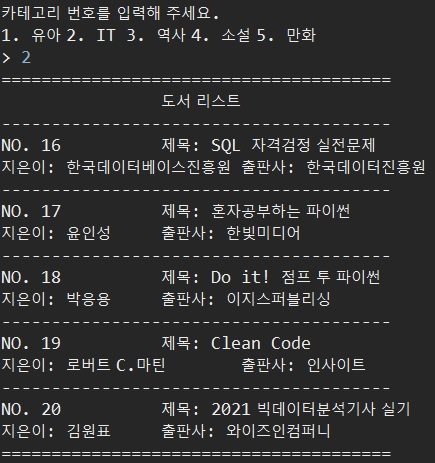 카테고리 번호를 입력해 주세요.
1. 유아 2. IT 3. 역사 4. 소설 5. 만화
> 2
=======================================
도서 리스트
---------------------------------------
NO. 16 제목: SQL 자격검정 실전문제
지은이: 한국데이터베이스진흥원 출판사: 한국데이터진흥원
---------------------------------------
NO. 17 제목: 혼자공부하는 파이썬
지은이: 윤인성 출판사: 한빛미디어
---------------------------------------
NO. 18 제목: Do it! 점프 투 파이썬
지은이: 박응용 출판사: 이지스퍼블리싱
---------------------------------------
NO. 19 제목: Clean Code
지은이: 로버트 C.마틴 출판사: 인사이트
---------------------------------------
NO. 20 제목: 2021 빅데이터분석기사 실기
지은이: 김원표 출판사: 와이즈인컴퍼니
=======================================